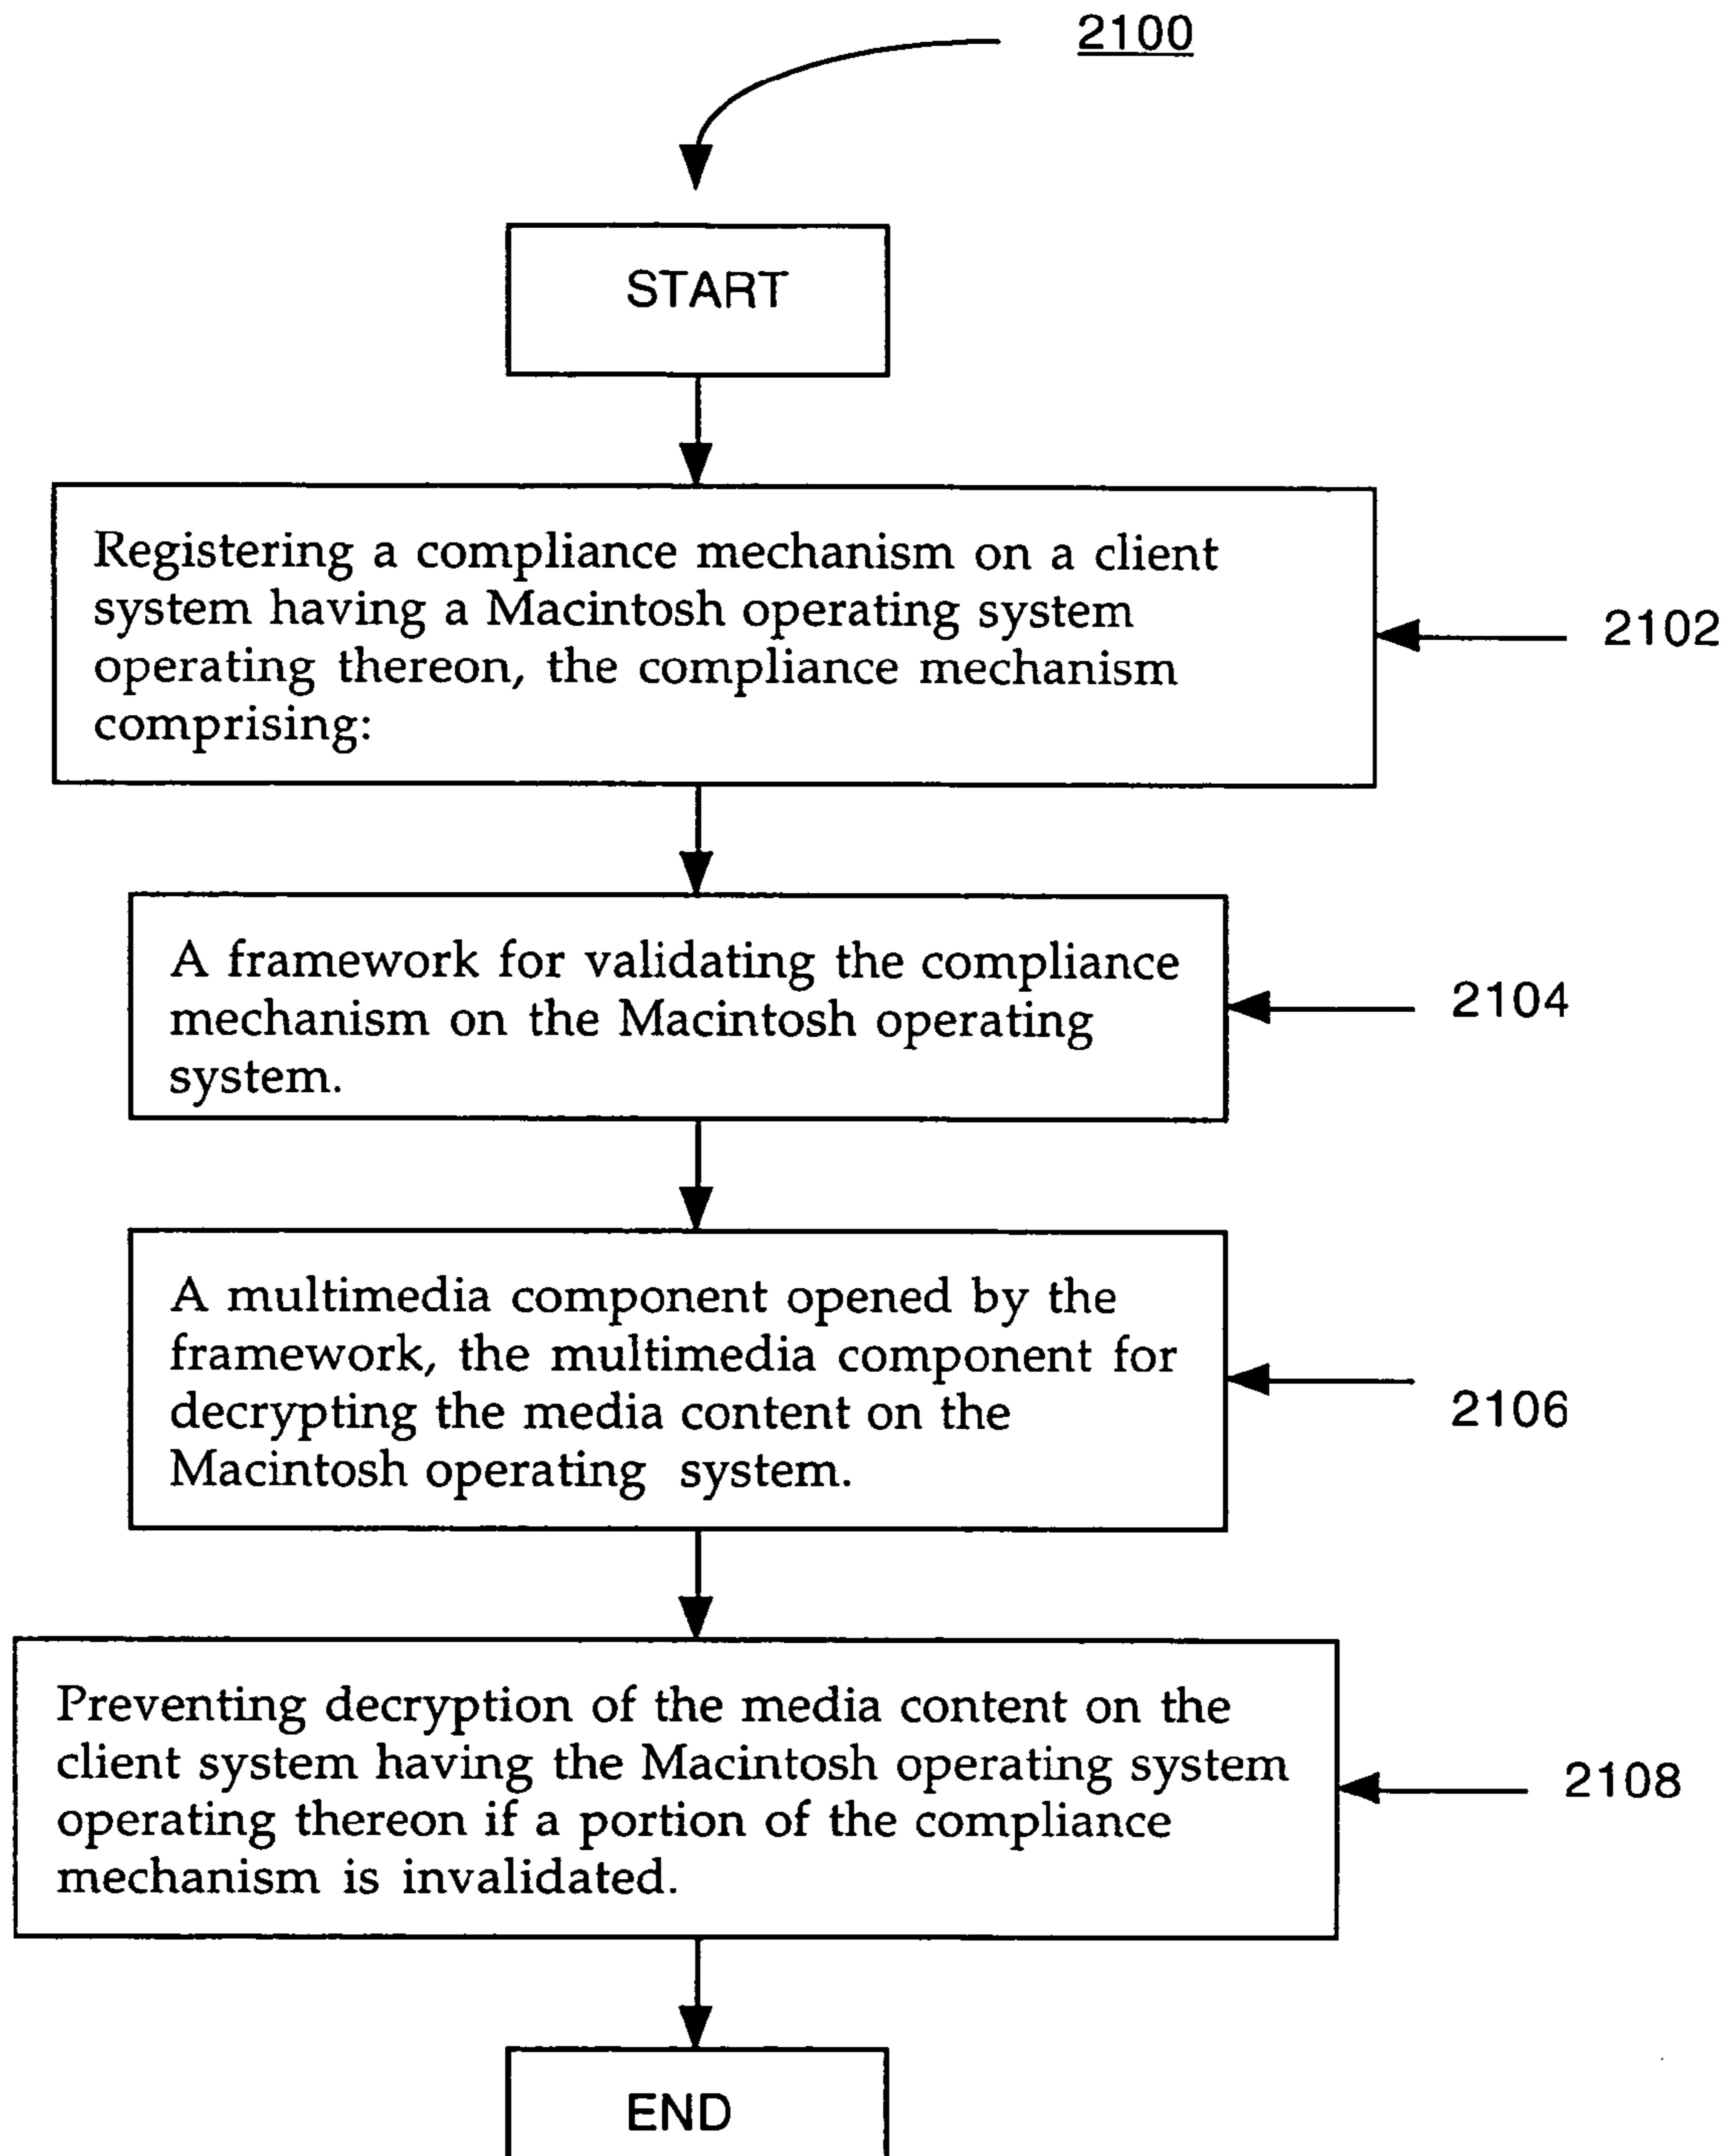 2100
START
Registering a compliance mechanism on a client
system having a Macintosh operating system
operating thereon, the compliance mechanism
comprising:
2102
A framework for validating the compliance
mechanism on the Macintosh operating
system.
2104
A multimedia component opened by the
framework, the multimedia component for
decrypting the media content on the
Macintosh operating system.
2106
Preventing decryption of the media content on the
client system having the Macintosh operating system
operating thereon if a portion of the compliance
mechanism is invalidated.
2108
END